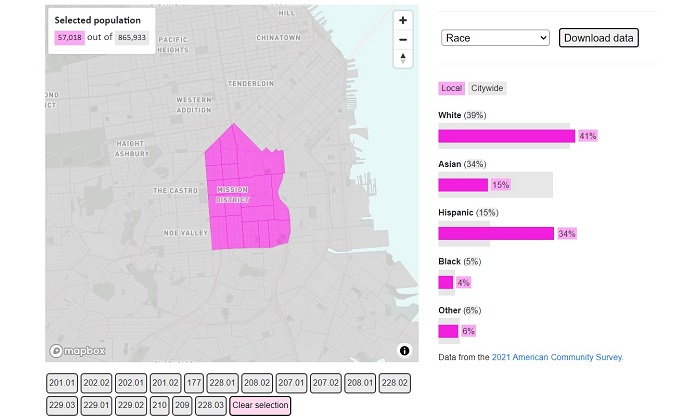 Selected population
57,018 out of 865,933
HILL
PACIFIC
HEIGHTS
CHINATOWN
TENDERLOIN
WESTERN
ADDITION
HAIGHT-
ASHBURY
THE CASTRO
MISSION
DISTRICT
NOE VALLEY
mapbox
201.01 202.02 202.01 201.02 177 228.01 208.02 207.01 207.02 208.01 228.02
229.03 229.01 229.02 210 209 228.03 Clear selection
Race Download data
Local Citywide
White (39%)
41%
Asian (34%)
15%
Hispanic (15%)
34%
Black (5%)
4%
Other (6%)
6%
Data from the 2021 American Community Survey.